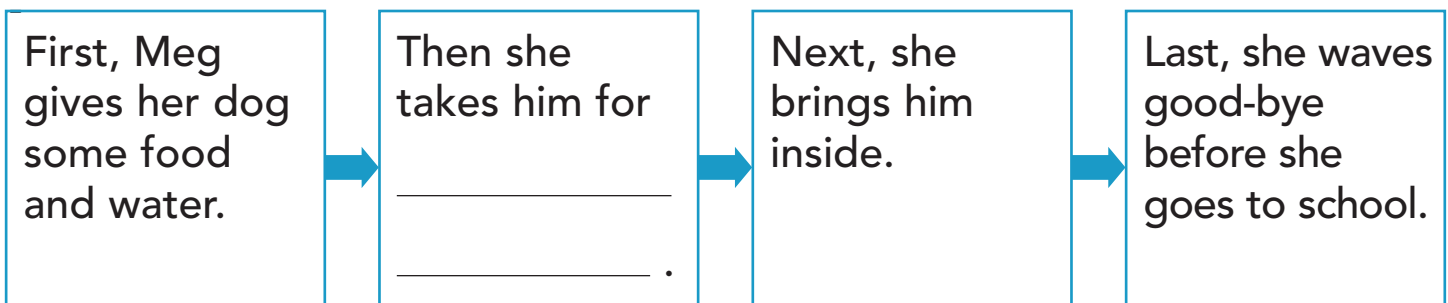 First, Meg
gives her dog
some food
and water.
Then she
takes him for
.
Next, she
brings him
inside.
Last, she waves
good-bye
before she
goes to school.